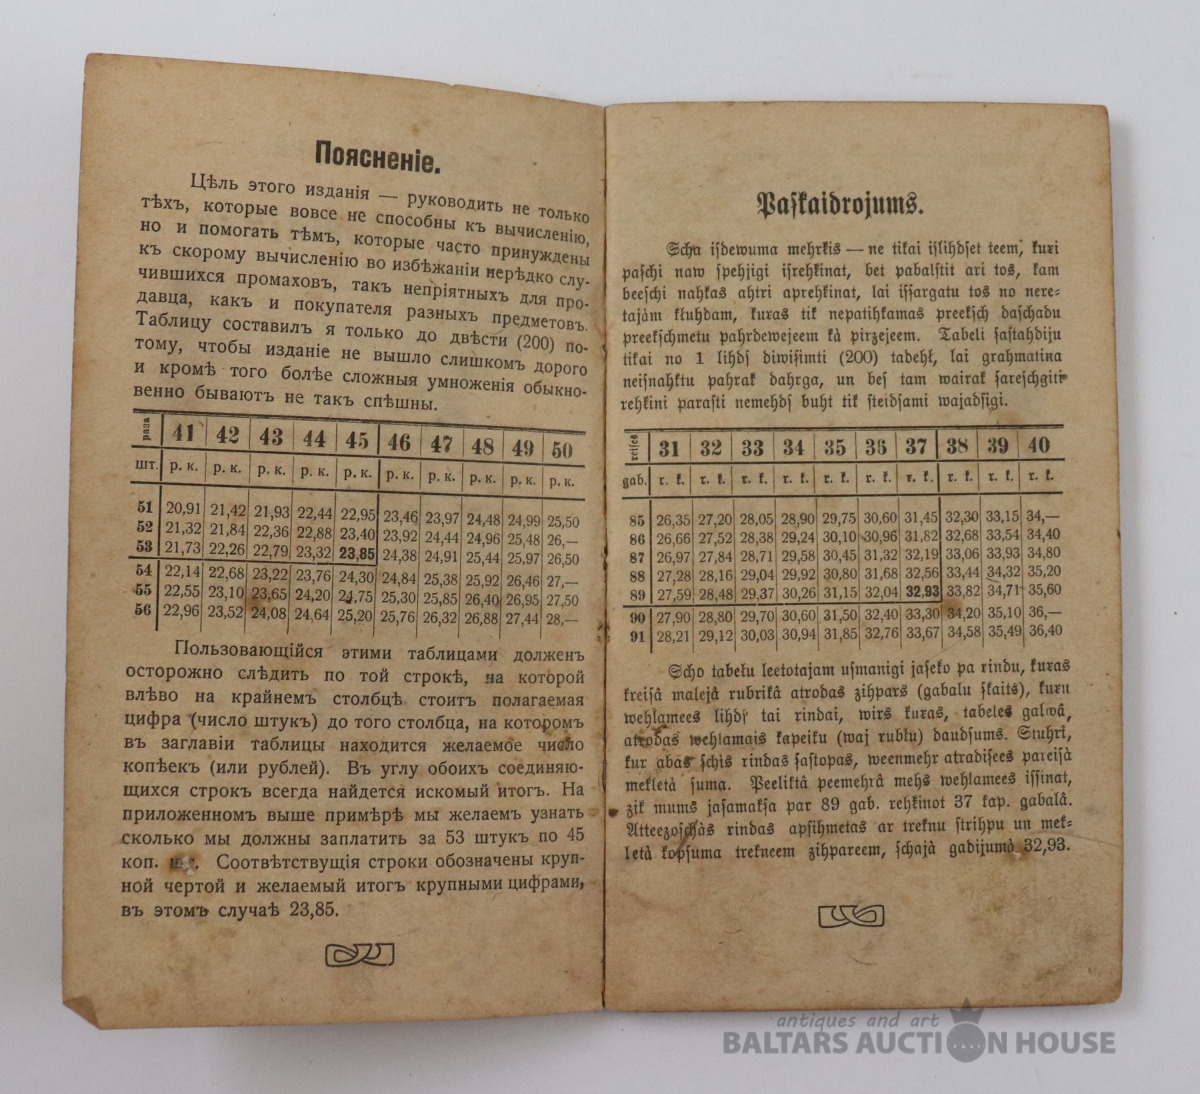 Поясненіе.
Цѣль этого изданія — руководить не только
тѣхъ, которые вовсе не способны къ вычисленію,
но и помогать тѣмъ, которые часто принуждены
къ скорому вычисленію во избѣжаніи нерѣдко слу-
чившихся промаховъ, такъ непріятныхъ для про-
давца, какъ и покупателя разныхъ предметовъ.
Таблицу составилъ я только до двѣсти (200) по-
тому, чтобы изданіе не вышло слишкомъ дорого
и кромѣ того болѣе сложныя умноженія обыкно-
венно бываютъ не такъ спѣшны.
раза 41 42 43 44 45 46 47 48 49 50
шт. р. к. р. к. р. к. р. к. р. к. р. к. р. к. р. к. р. к. р. к.
51 20,91 21,42 21,93 22,44 22,95 23,46 23,97 24,48 24,99 25,50
52 21,32 21,84 22,36 22,88 23,40 23,92 24,44 24,96 25,48 26,—
53 21,73 22,26 22,79 23,32 23,85 24,38 24,91 25,44 25,97 26,50
54 22,14 22,68 23,22 23,76 24,30 24,84 25,38 25,92 26,46 27,—
55 22,55 23,10 23,65 24,20 24,75 25,30 25,85 26,40 26,95 27,50
56 22,96 23,52 24,08 24,64 25,20 25,76 26,32 26,88 27,44 28,—
Пользовающійся этими таблицами долженъ
осторожно слѣдить по той строкѣ, на которой
влѣво на крайнемъ столбцѣ стоитъ полагаемая
цифра (число штукъ) до того столбца, на которомъ
въ заглавіи таблицы находится желаемое число
копѣекъ (или рублей). Въ углу обоихъ соединяю-
щихся строкъ всегда найдется искомый итогъ. На
приложенномъ выше примѣрѣ мы желаемъ узнать
сколько мы должны заплатить за 53 штукъ по 45
коп. шт. Соотвѣтствущія строки обозначены круп-
ной чертой и желаемый итогъ крупными цифрами,
въ этомъ случаѣ 23,85.
Paſkaidrojums.
Scha iſdewuma mehrkis — ne tikai iſlihdſet teem, kuri
paſchi naw ſpehjigi iſrehkinat, bet pabalſtit ari tos, kam
beeſchi nahkas ahtri aprehkinat, lai iſſargatu tos no nere=
tajàm kluhdam, kuras tik nepatihkamas preekſch daſchadu
preekſchmetu pahrdewejeem kà pirzejeem. Tabeli ſaſtahdiju
tikai no 1 lihdſ diwiſimti (200) tadehl, lai grahmatina
neiſnahktu pahrak dahrga, un beſ tam wairak ſareſchgiti
rehkini paraſti nemehdſ buht tik ſteidſami wajadſigi.
reiſes 31 32 33 34 35 36 37 38 39 40
gab. r. k. r. k. r. k. r. k. r. k. r. k. r. k. r. k. r. k. r. k.
85 26,35 27,20 28,05 28,90 29,75 30,60 31,45 32,30 33,15 34,—
86 26,66 27,52 28,38 29,24 30,10 30,96 31,82 32,68 33,54 34,40
87 26,97 27,84 28,71 29,58 30,45 31,32 32,19 33,06 33,93 34,80
88 27,28 28,16 29,04 29,92 30,80 31,68 32,56 33,44 34,32 35,20
89 27,59 28,48 29,37 30,26 31,15 32,04 32,93 33,82 34,71 35,60
90 27,90 28,80 29,70 30,60 31,50 32,40 33,30 34,20 35,10 36,—
91 28,21 29,12 30,03 30,94 31,85 32,76 33,67 34,58 35,49 36,40
Scho tabelu leetotajam uſmanigi jaſeko pa rindu, kuras
kreiſâ malejâ rubrikâ atrodas zihpars (gabalu ſkaits), kuru
wehlamees lihdſ tai rindai, wirs kuras, tabeles galwâ,
atrodas wehlamais kapeiku (waj rublu) daudſums. Stuhri,
kur abas ſchis rindas ſaſtopas, weenmehr atradiſees pareiſà
mekletà ſuma. Peeliktâ peemehrâ mehs wehlamees iſſinat,
zik mums jaſamakſa par 89 gab. rehkinot 37 kap. gabalâ.
Atteezoſchàs rindas apſihmetas ar treknu ſtrihpu un mek=
letà kopſuma trekneem zihpareem, ſchajà gadijumà 32,93.
antiques and art
BALTARS AUCTION HOUSE